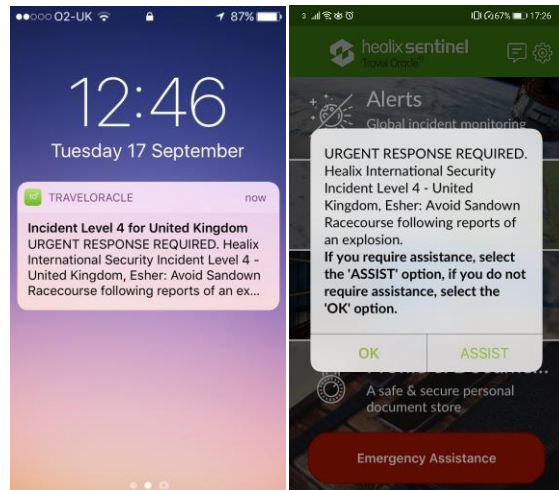 ●●○○○ O2-UK 87%
12:46
Tuesday 17 September
TRAVELORACLE now
Incident Level 4 for United Kingdom
URGENT RESPONSE REQUIRED. Healix
International Security Incident Level 4 -
United Kingdom, Esher: Avoid Sandown
Racecourse following reports of an ex...
67% 17:26
healix sentinel
Travel Oracle
Alerts
Global incident monitoring
URGENT RESPONSE REQUIRED.
Healix International Security
Incident Level 4 - United
Kingdom, Esher: Avoid Sandown
Racecourse following reports of
an explosion.
If you require assistance, select
the 'ASSIST' option, if you do not
require assistance, select the
'OK' option.
OK ASSIST
A safe & secure personal
document store
Emergency Assistance